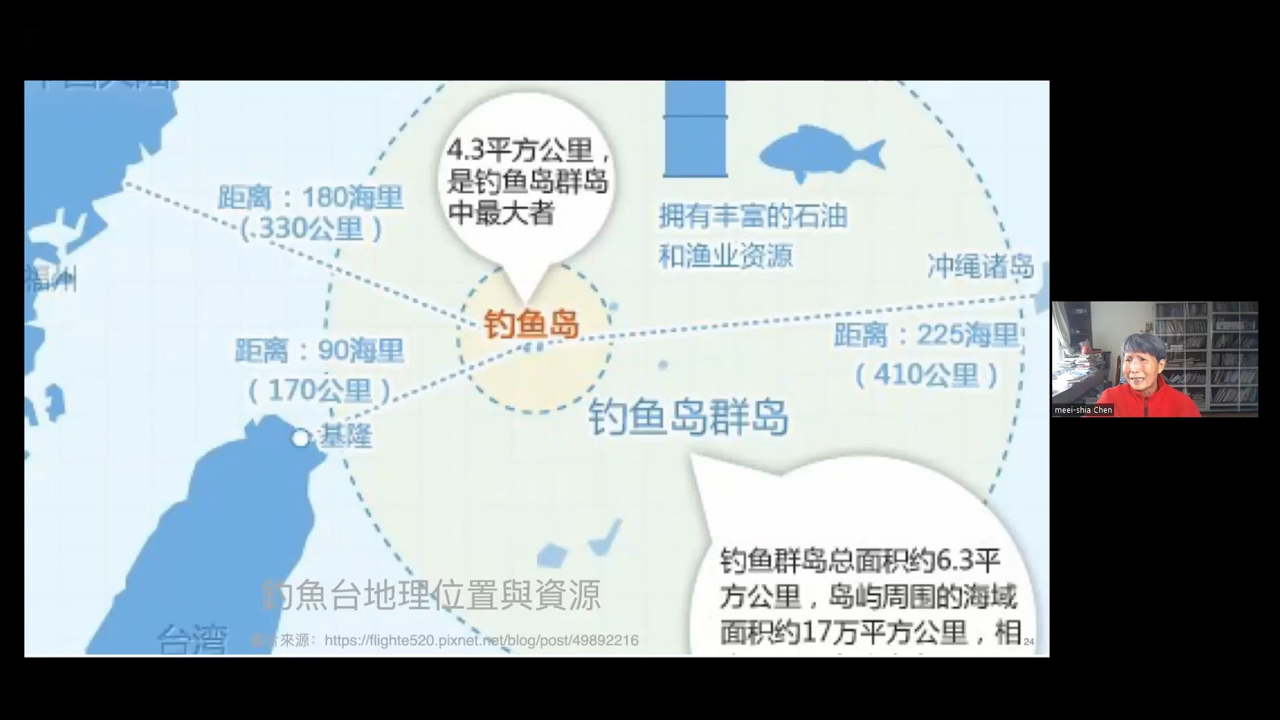 4.3平方公里，
是钓鱼岛群岛
中最大者
距离：180海里
（330公里）
拥有丰富的石油
和渔业资源
冲绳诸岛
福州
钓鱼岛
距离：90海里
（170公里）
距离：225海里
（410公里）
钓鱼岛群岛
基隆
钓鱼群岛总面积约6.3平
方公里，岛屿周围的海域
面积约17万平方公里，相
釣魚台地理位置與資源
台湾
來源：https://flighte520.pixnet.net/blog/post/49892216
24
meei-shia Chen